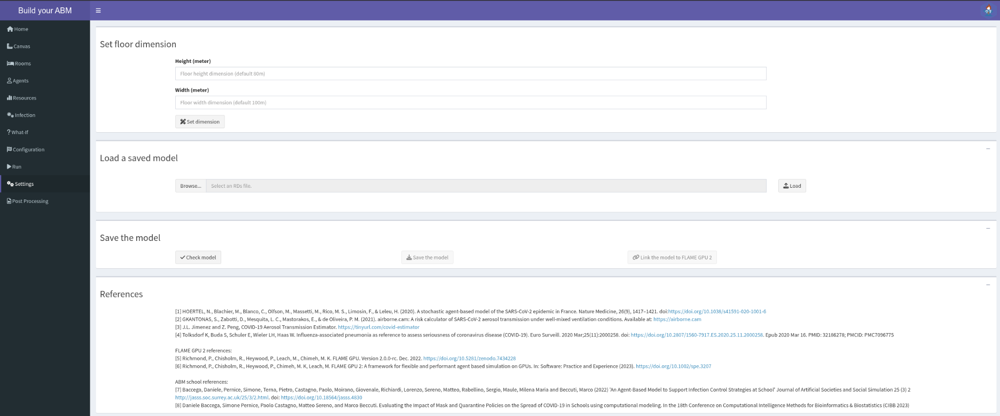 Build your ABM
Home
Canvas
Rooms
Agents
Resources
Infection
What-If
Configuration
Run
Settings
Post Processing
Set floor dimension
Height (meter)
Floor height dimension (default 80m)
Width (meter)
Floor width dimension (default 100m)
Set dimension
Load a saved model
Browse... Select an RDs file. Load
Save the model
Check model Save the model Link the model to FLAME GPU 2
References
[1] HOERTEL, N., Blachier, M., Blanco, C., Olfson, M., Massetti, M., Rico, M. S., Limosin, F., & Leleu, H. (2020). A stochastic agent-based model of the SARS-CoV-2 epidemic in France. Nature Medicine, 26(9), 1417–1421. doi:https://doi.org/10.1038/s41591-020-1001-6
[2] GKANTONAS, S., Zabotti, D., Mesquita, L. C., Mastorakos, E., & de Oliveira, P. M. (2021). airborne.cam: A risk calculator of SARS-CoV-2 aerosol transmission under well-mixed ventilation conditions. Available at: https://airborne.cam
[3] J.L. Jimenez and Z. Peng, COVID-19 Aerosol Transmission Estimator. https://tinyurl.com/covid-estimator
[4] Tolksdorf K, Buda S, Schuler E, Wieler LH, Haas W. Influenza-associated pneumonia as reference to assess seriousness of coronavirus disease (COVID-19). Euro Surveill. 2020 Mar;25(11):2000258. doi: https://doi.org/10.2807/1560-7917.ES.2020.25.11.2000258. Epub 2020 Mar 16. PMID: 32186278; PMCID: PMC7096775
FLAME GPU 2 references:
[5] Richmond, P., Chisholm, R., Heywood, P., Leach, M., Chimeh, M. K. FLAME GPU. Version 2.0.0-rc. Dec. 2022. https://doi.org/10.5281/zenodo.7434228
[6] Richmond, P., Chisholm, R., Heywood, P., Chimeh, M. K, Leach, M. FLAME GPU 2: A framework for flexible and performant agent based simulation on GPUs. In: Software: Practice and Experience (2023). https://doi.org/10.1002/spe.3207
ABM school references:
[7] Baccega, Daniele, Pernice, Simone, Terna, Pietro, Castagno, Paolo, Moirano, Giovenale, Richiardi, Lorenzo, Sereno, Matteo, Rabellino, Sergio, Maule, Milena Maria and Beccuti, Marco (2022) 'An Agent-Based Model to Support Infection Control Strategies at School' Journal of Artificial Societies and Social Simulation 25 (3) 2
http://jasss.soc.surrey.ac.uk/25/3/2.html. doi: https://doi.org/10.18564/jasss.4830
[8] Daniele Baccega, Simone Pernice, Paolo Castagno, Matteo Sereno, and Marco Beccuti. Evaluating the Impact of Mask and Quarantine Policies on the Spread of COVID-19 in Schools using computational modeling. In the 18th Conference on Computational Intelligence Methods for Bioinformatics & Biostatistics (CIBB 2023)